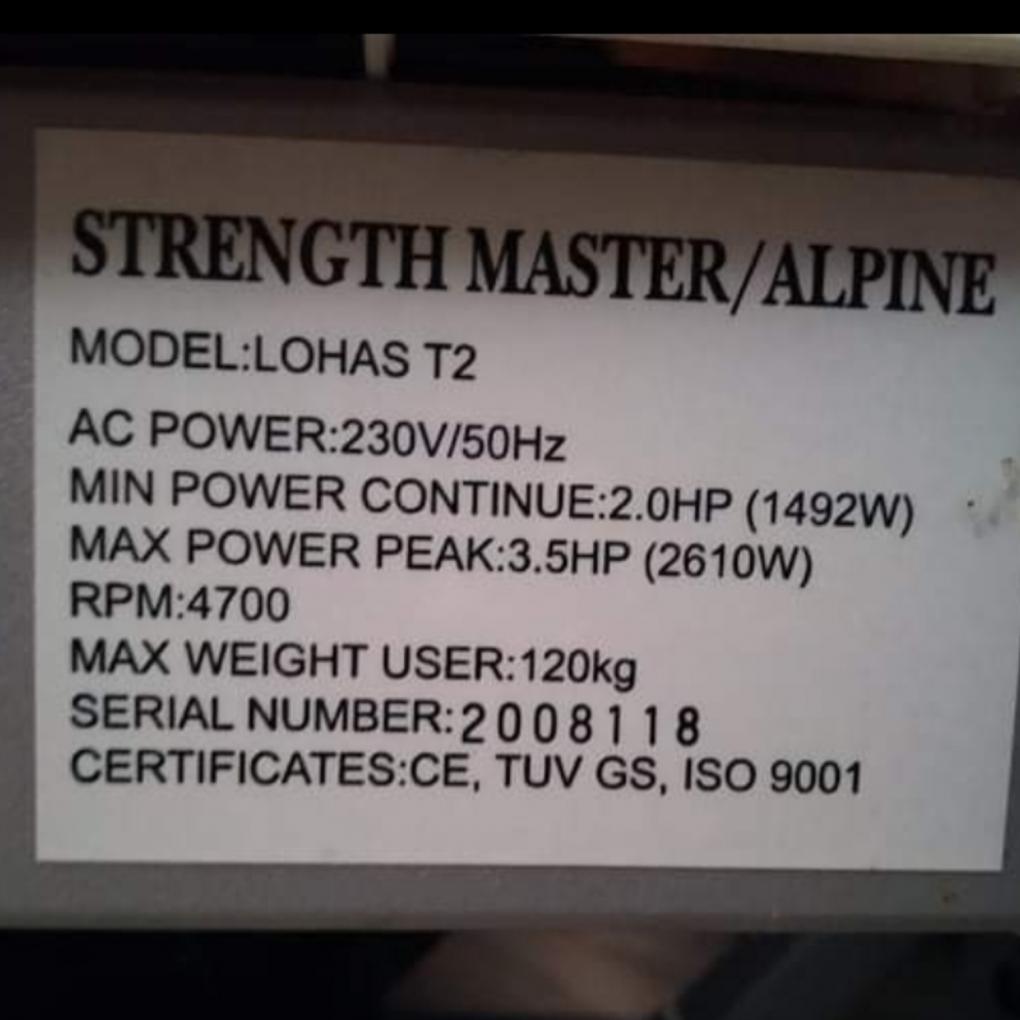 STRENGTH MASTER/ALPINE
MODEL:LOHAS T2
AC POWER:230V/50Hz
MIN POWER CONTINUE:2.0HP (1492W)
MAX POWER PEAK:3.5HP (2610W)
RPM:4700
MAX WEIGHT USER:120kg
SERIAL NUMBER:2008118
CERTIFICATES:CE, TUV GS, ISO 9001